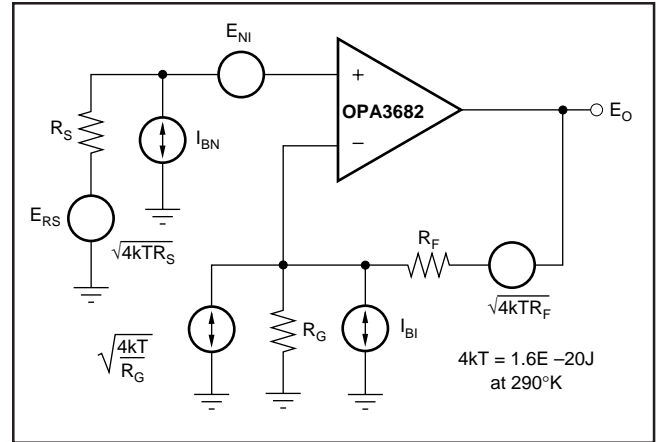 E_NI
+
OPA3682
−
E_O
R_S
I_BN
E_RS
√4kTR_S
R_F
√4kTR_F
√4kT/R_G
R_G
I_BI
4kT = 1.6E –20J
at 290°K